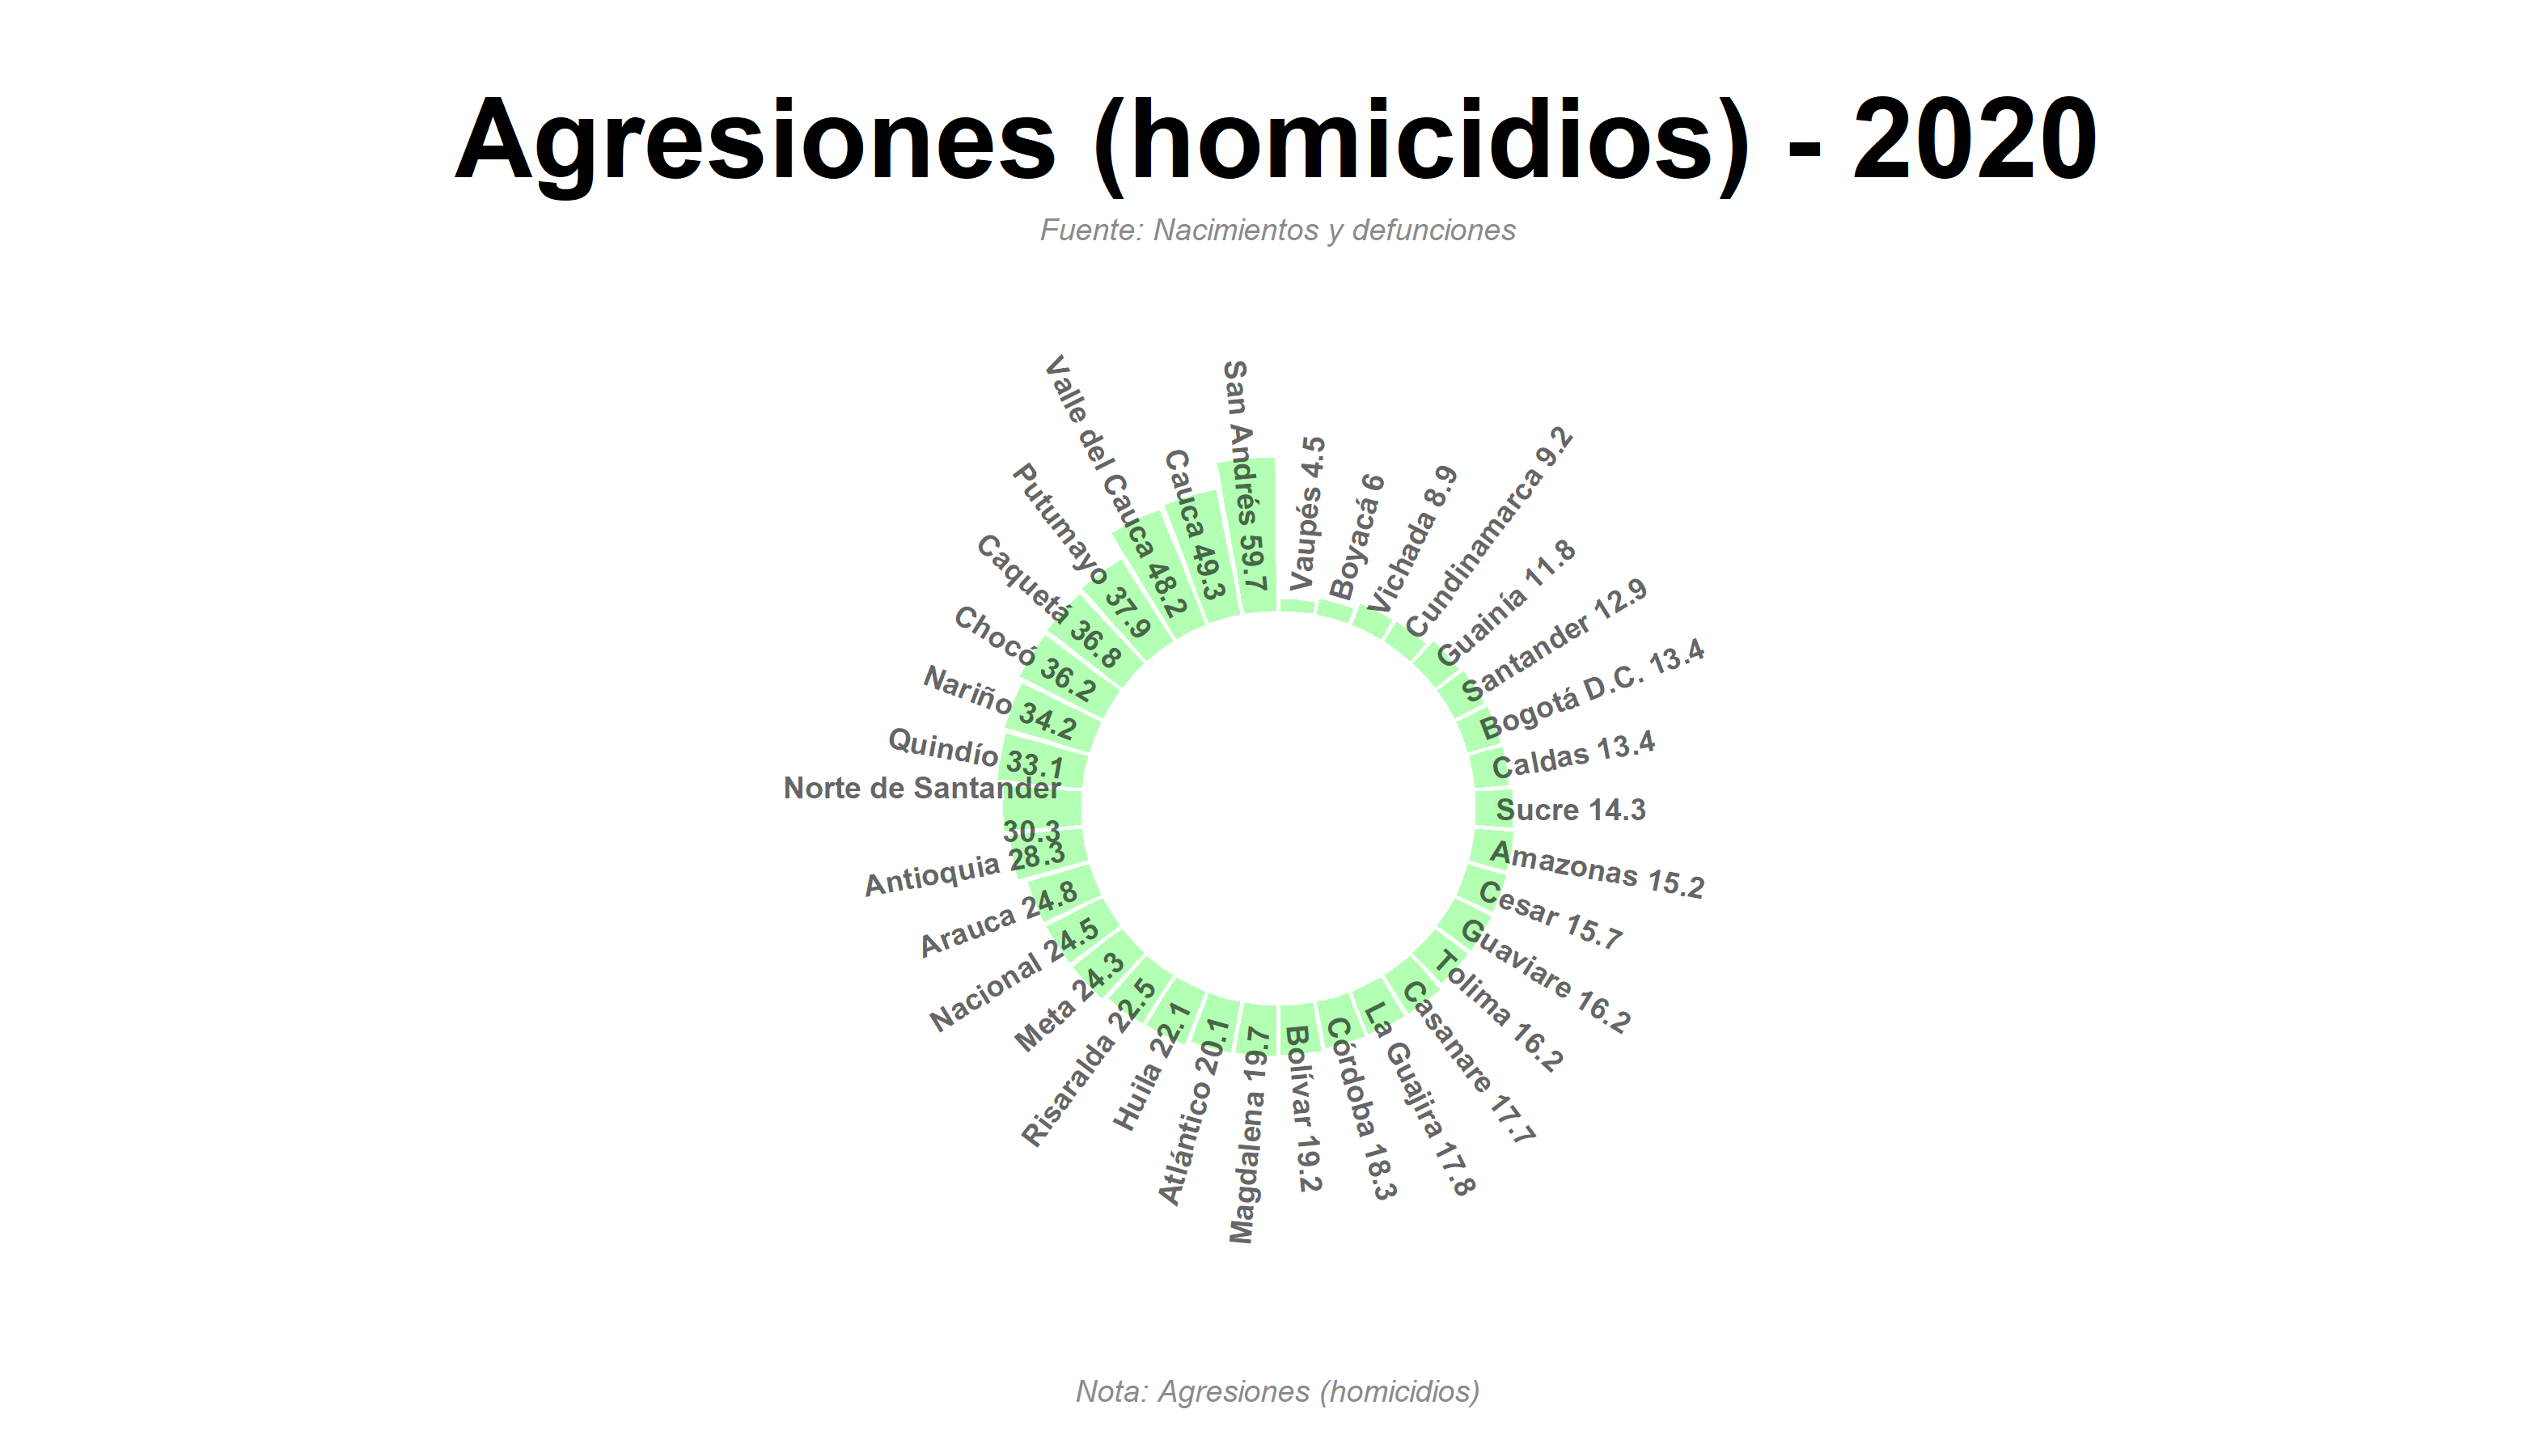 Agresiones (homicidios) - 2020
Fuente: Nacimientos y defunciones
Vaupés 4.5
Boyacá 6
Vichada 8.9
Cundinamarca 9.2
Guainía 11.8
Santander 12.9
Bogotá D.C. 13.4
Caldas 13.4
Sucre 14.3
Amazonas 15.2
Cesar 15.7
Guaviare 16.2
Tolima 16.2
Casanare 17.7
La Guajira 17.8
Córdoba 18.3
Bolívar 19.2
Magdalena 19.7
Atlántico 20.1
Huila 22.1
Risaralda 22.5
Meta 24.3
Nacional 24.5
Arauca 24.8
Antioquia 28.3
Norte de Santander
30.3
Quindío 33.1
Nariño 34.2
Chocó 36.2
Caquetá 36.8
Putumayo 37.9
Valle del Cauca 48.2
Cauca 49.3
San Andrés 59.7
Nota: Agresiones (homicidios)